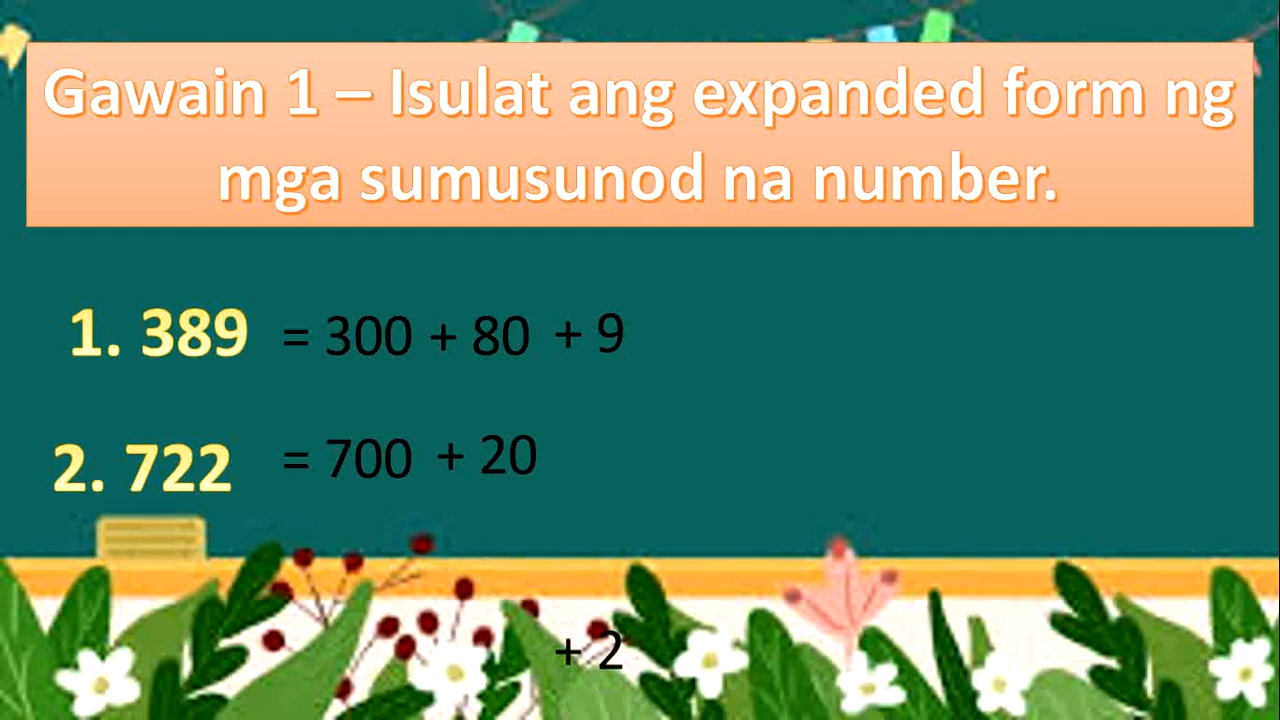 Gawain 1 – Isulat ang expanded form ng
mga sumusunod na number.
1. 389 = 300 + 80 + 9
2. 722 = 700 + 20
+ 2